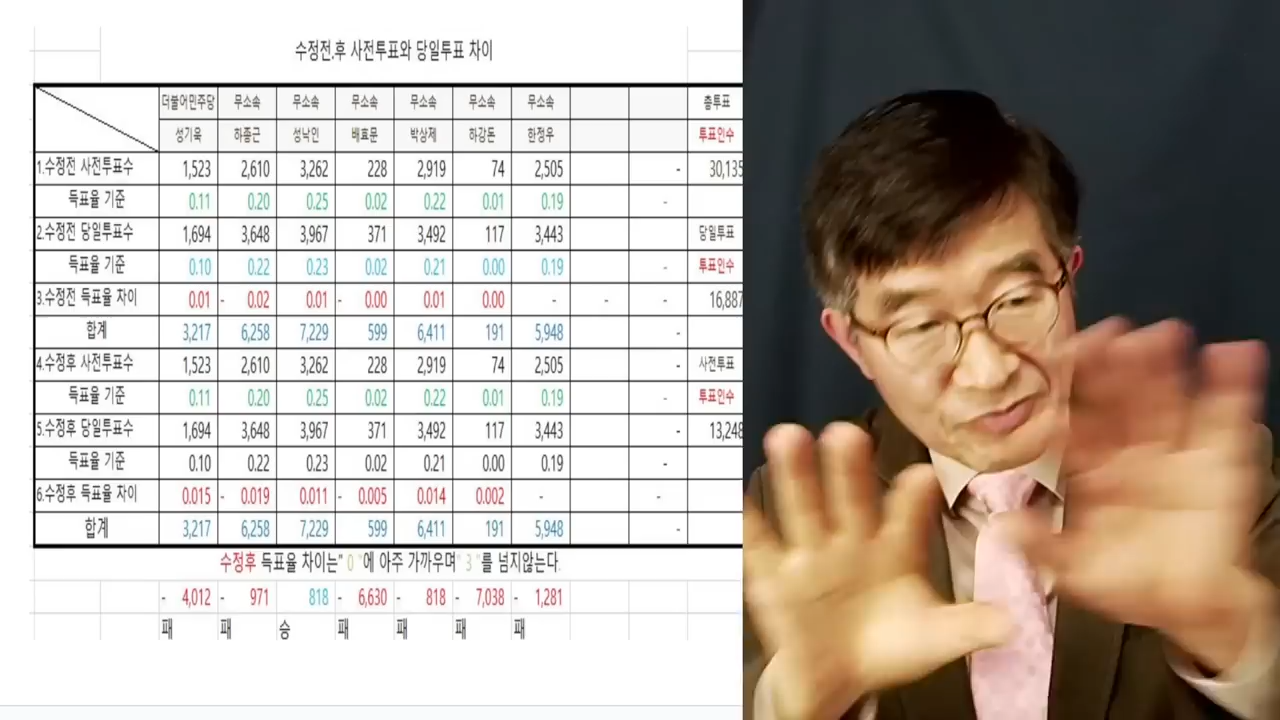 수정전.후 사전투표와 당일투표 차이
더불어민주당 무소속 무소속 무소속 무소속 무소속 무소속 총투표
성기욱 하종근 성낙인 배효문 박상제 하강돈 한정우 투표인수
1.수정전 사전투표수 1,523 2,610 3,262 228 2,919 74 2,505 - 30,135
득표율 기준 0.11 0.20 0.25 0.02 0.22 0.01 0.19 -
2.수정전 당일투표수 1,694 3,648 3,967 371 3,492 117 3,443 당일투표
득표율 기준 0.10 0.22 0.23 0.02 0.21 0.00 0.19 - 투표인수
3.수정전 득표율 차이 0.01 - 0.02 0.01 - 0.00 0.01 0.00 - - - 16,887
합계 3,217 6,258 7,229 599 6,411 191 5,948 -
4.수정후 사전투표수 1,523 2,610 3,262 228 2,919 74 2,505 사전투표
득표율 기준 0.11 0.20 0.25 0.02 0.22 0.01 0.19 - 투표인수
5.수정후 당일투표수 1,694 3,648 3,967 371 3,492 117 3,443 - 13,248
득표율 기준 0.10 0.22 0.23 0.02 0.21 0.00 0.19 -
6.수정후 득표율 차이 0.015 - 0.019 0.011 - 0.005 0.014 0.002 - -
합계 3,217 6,258 7,229 599 6,411 191 5,948 -
수정후 득표율 차이는" 0 "에 아주 가까우며" 3 "를 넘지않는다.
- 4,012 - 971 818 - 6,630 - 818 - 7,038 - 1,281
패 패 승 패 패 패 패